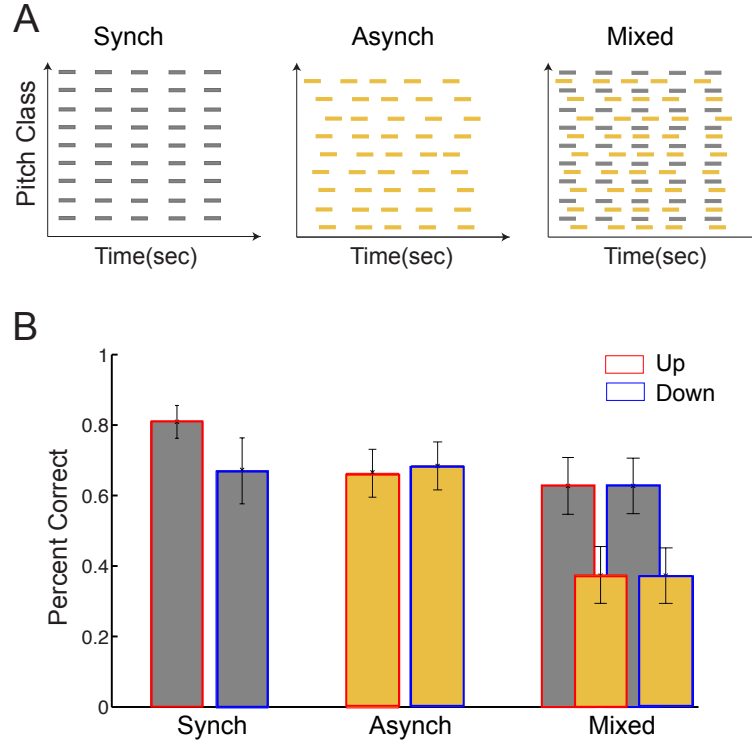 A
Synch
Asynch
Mixed
Pitch Class
Time(sec)
Time(sec)
Time(sec)
B
Up
Down
Percent Correct
1
0.8
0.6
0.4
0.2
0
Synch
Asynch
Mixed